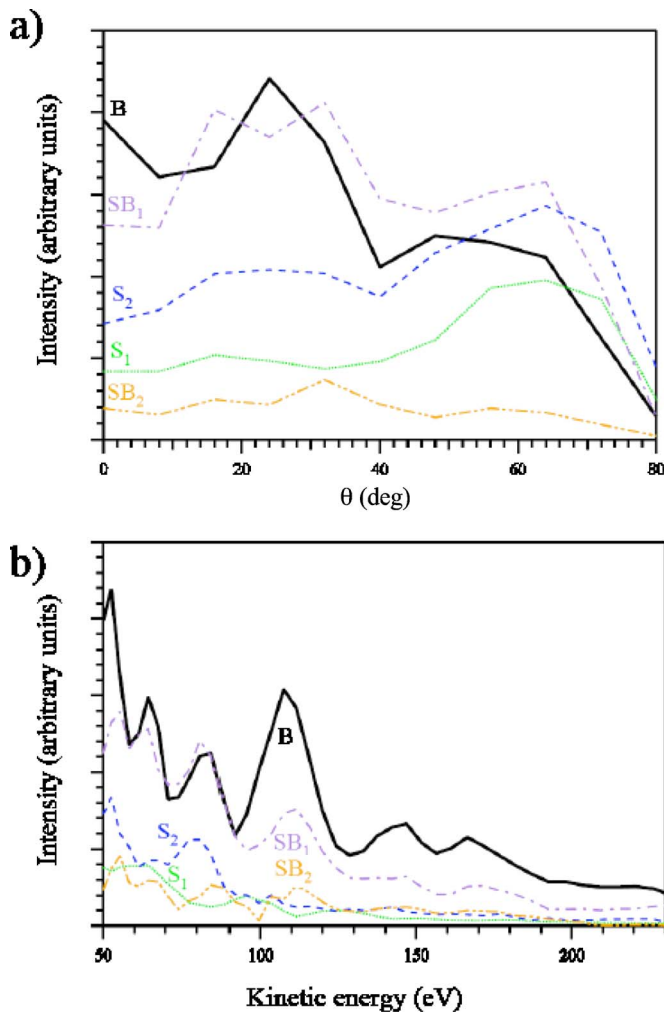 a)
Intensity (arbitrary units)
B
SB₁
S₂
S₁
SB₂
0 20 40 60 80
θ (deg)
b)
Intensity (arbitrary units)
B
S₂
SB₁
S₁
SB₂
50 100 150 200
Kinetic energy (eV)